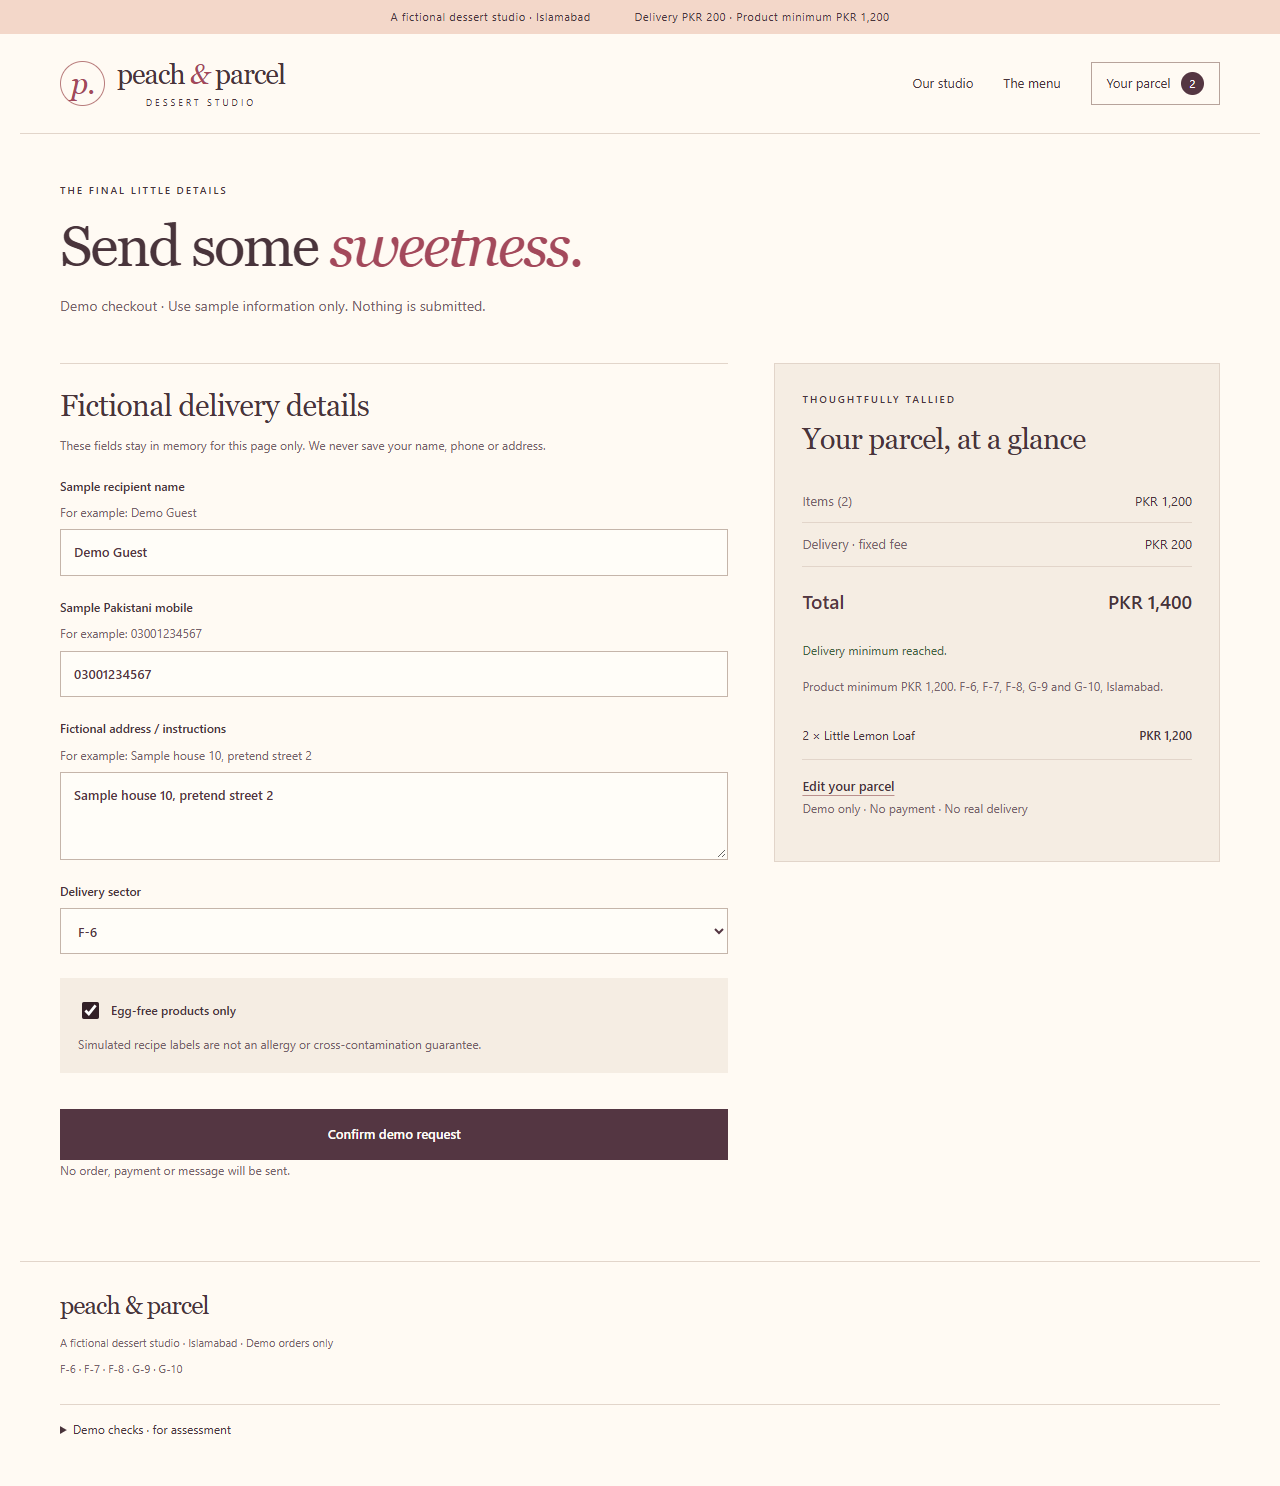 A fictional dessert studio · Islamabad
Delivery PKR 200 · Product minimum PKR 1,200
p.
peach & parcel
DESSERT STUDIO
Our studio
The menu
Your parcel 2
THE FINAL LITTLE DETAILS
Send some sweetness.
Demo checkout · Use sample information only. Nothing is submitted.
Fictional delivery details
These fields stay in memory for this page only. We never save your name, phone or address.
Sample recipient name
For example: Demo Guest
Demo Guest
Sample Pakistani mobile
For example: 03001234567
03001234567
Fictional address / instructions
For example: Sample house 10, pretend street 2
Sample house 10, pretend street 2
Delivery sector
F-6
Egg-free products only
Simulated recipe labels are not an allergy or cross-contamination guarantee.
Confirm demo request
No order, payment or message will be sent.
THOUGHTFULLY TALLIED
Your parcel, at a glance
Items (2) PKR 1,200
Delivery · fixed fee PKR 200
Total PKR 1,400
Delivery minimum reached.
Product minimum PKR 1,200. F-6, F-7, F-8, G-9 and G-10, Islamabad.
2 × Little Lemon Loaf PKR 1,200
Edit your parcel
Demo only · No payment · No real delivery
peach & parcel
A fictional dessert studio · Islamabad · Demo orders only
F-6 · F-7 · F-8 · G-9 · G-10
Demo checks · for assessment